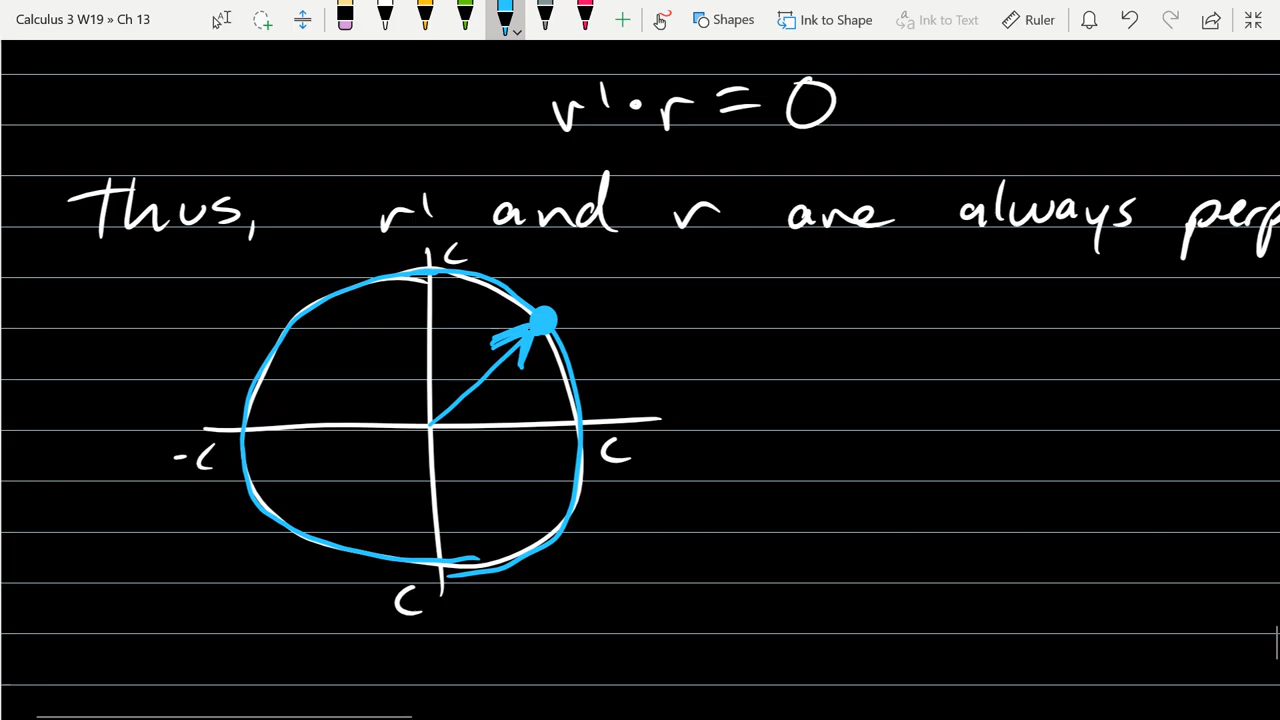 Calculus 3 W19 » Ch 13
Shapes
Ink to Shape
Ink to Text
Ruler
r' · r = 0
Thus, r' and r are always perp
C
-C
C
C